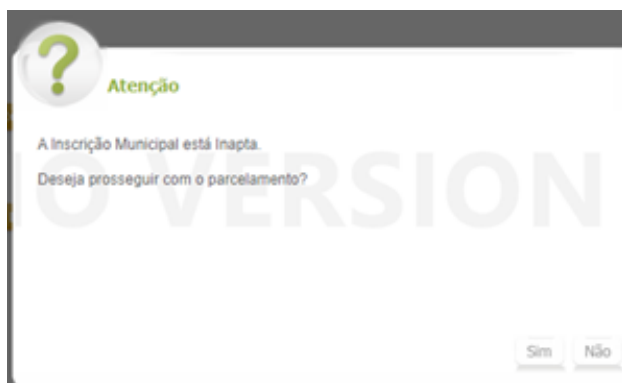 Atenção
A Inscrição Municipal está Inapta.
Deseja prosseguir com o parcelamento?
O VERSION
Sim Não